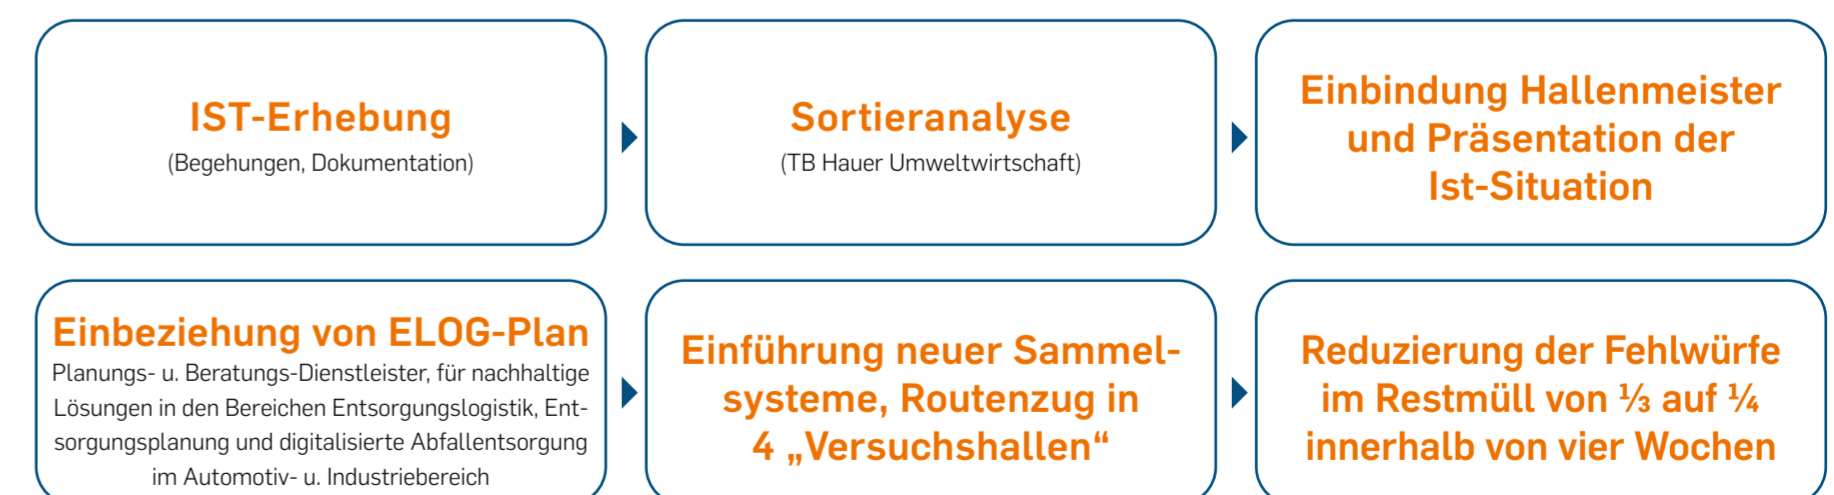 IST-Erhebung
(Begehungen, Dokumentation)
Sortieranalyse
(TB Hauer Umweltwirtschaft)
Einbindung Hallenmeister
und Präsentation der
Ist-Situation
Einbeziehung von ELOG-Plan
Planungs- u. Beratungs-Dienstleister, für nachhaltige
Lösungen in den Bereichen Entsorgungslogistik, Ent-
sorgungsplanung und digitalisierte Abfallentsorgung
im Automotiv- u. Industriebereich
Einführung neuer Sammel-
systeme, Routenzug in
4 „Versuchshallen“
Reduzierung der Fehlwürfe
im Restmüll von ⅓ auf ¼
innerhalb von vier Wochen